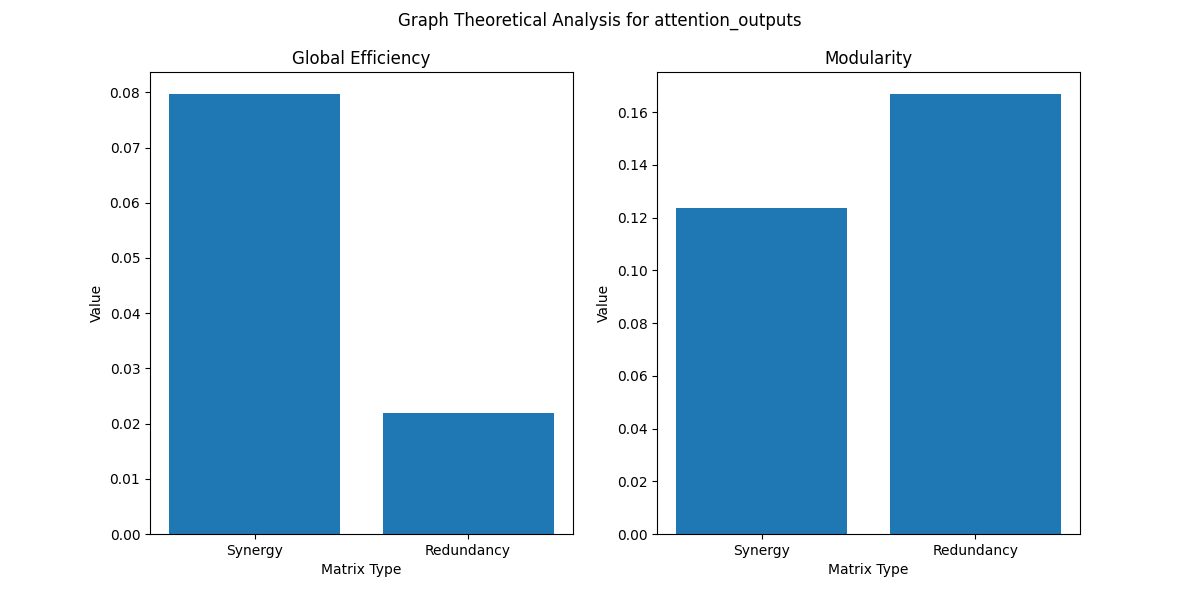 Graph Theoretical Analysis for attention_outputs
Global Efficiency
0.08
0.07
0.06
0.05
0.04
0.03
0.02
0.01
0.00
Value
Synergy
Redundancy
Matrix Type
Modularity
0.16
0.14
0.12
0.10
0.08
0.06
0.04
0.02
0.00
Value
Synergy
Redundancy
Matrix Type